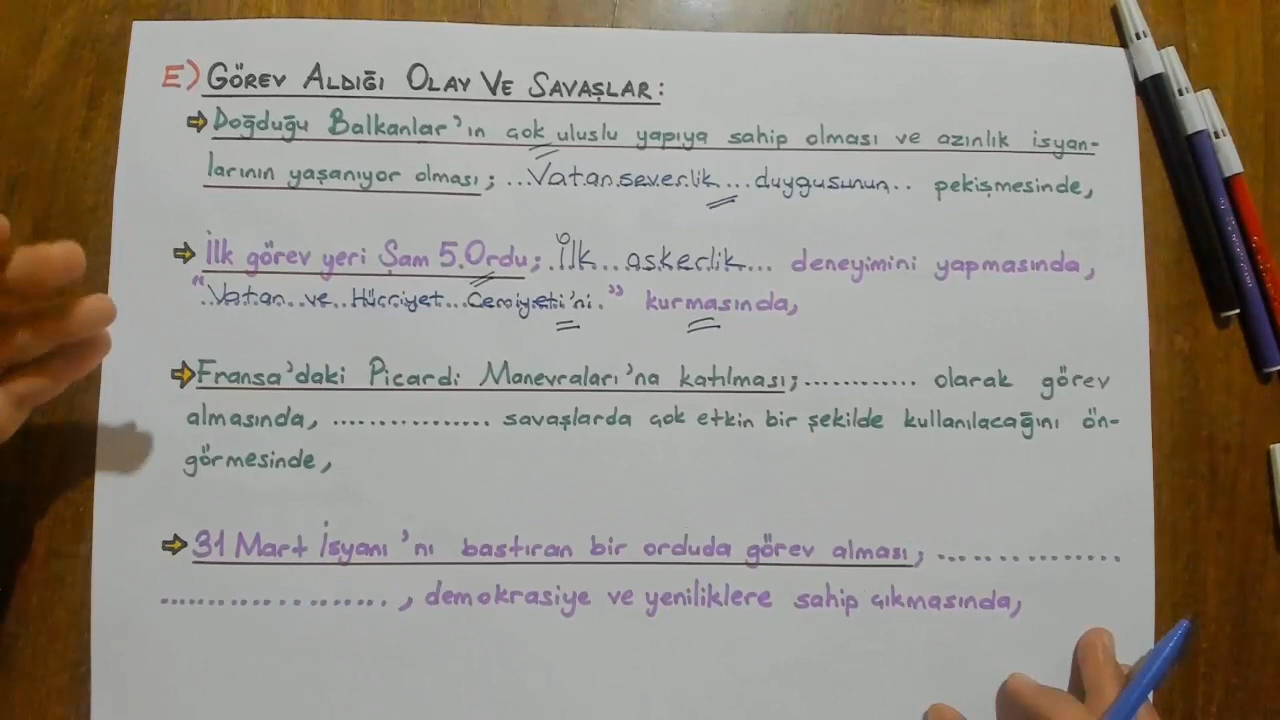 E) GÖREV ALDIĞI OLAY VE SAVAŞLAR:
⇨ Doğduğu Balkanlar'ın çok uluslu yapıya sahip olması ve azınlık isyan-
larının yaşanıyor olması; ...Vatanseverlik... duygusunun.. pekişmesinde,
⇨ İlk görev yeri Şam 5.Ordu; .İlk...askerlik... deneyimini yapmasında,
".Vatan..ve..Hürriyet...Cemiyeti'ni." kurmasında,
⇨ Fransa'daki Picardi Manevraları'na katılması;............ olarak görev
almasında, ................ savaşlarda çok etkin bir şekilde kullanılacağını ön-
görmesinde,
⇨ 31 Mart İsyanı'nı bastıran bir orduda görev alması, ...............
...................., demokrasiye ve yeniliklere sahip çıkmasında,